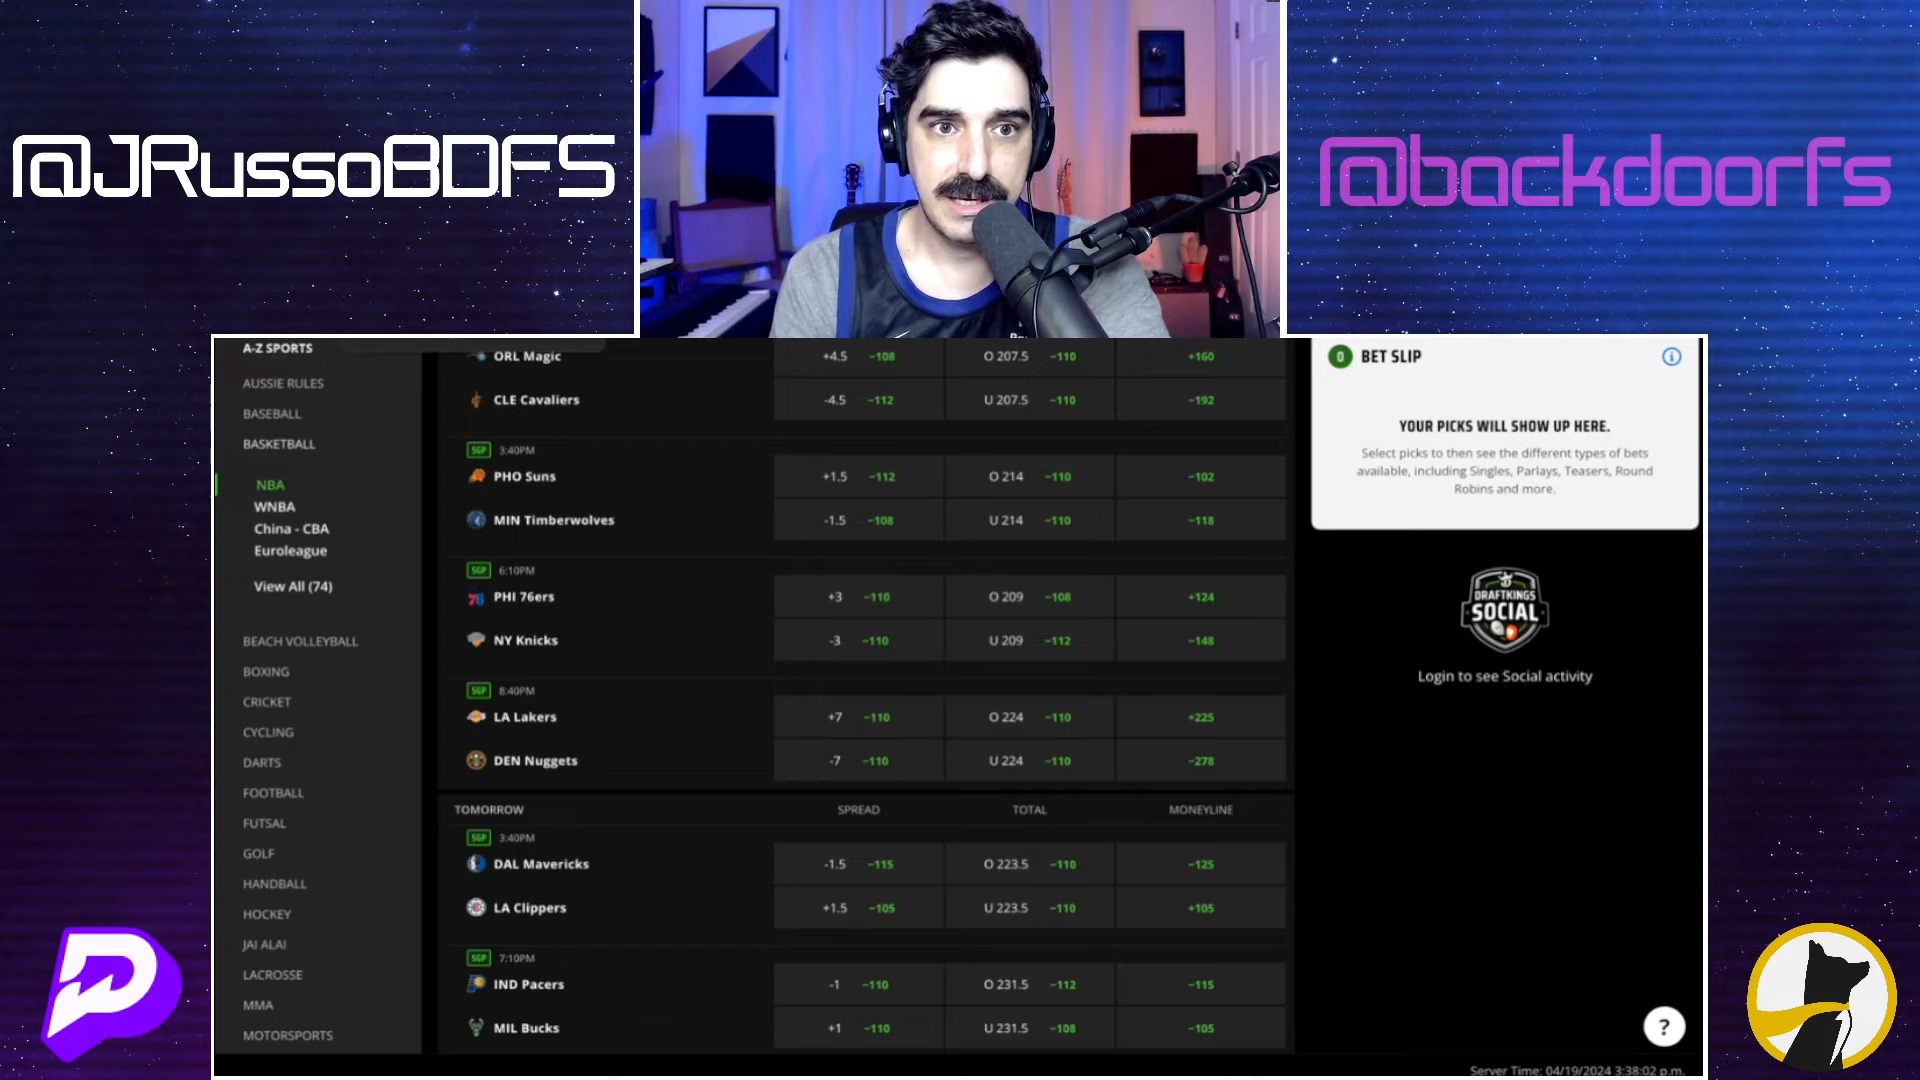 @JRussoBDFS
@backdoorfs
A-Z SPORTS
AUSSIE RULES
BASEBALL
BASKETBALL
NBA
WNBA
China - CBA
Euroleague
View All (74)
BEACH VOLLEYBALL
BOXING
CRICKET
CYCLING
DARTS
FOOTBALL
FUTSAL
GOLF
HANDBALL
HOCKEY
JAI ALAI
LACROSSE
MMA
MOTORSPORTS
ORL Magic +4.5 −108 O 207.5 −110 +160
CLE Cavaliers -4.5 −112 U 207.5 −110 −192
SGP 3:40PM
PHO Suns +1.5 −112 O 214 −110 −102
MIN Timberwolves -1.5 −108 U 214 −110 −118
SGP 6:10PM
PHI 76ers +3 −110 O 209 −108 +124
NY Knicks -3 −110 U 209 −112 −148
SGP 8:40PM
LA Lakers +7 −110 O 224 −110 +225
DEN Nuggets -7 −110 U 224 −110 −278
TOMORROW SPREAD TOTAL MONEYLINE
SGP 3:40PM
DAL Mavericks -1.5 −115 O 223.5 −110 −125
LA Clippers +1.5 −105 U 223.5 −110 +105
SGP 7:10PM
IND Pacers -1 −110 O 231.5 −112 −115
MIL Bucks +1 −110 U 231.5 −108 −105
0 BET SLIP
YOUR PICKS WILL SHOW UP HERE.
Select picks to then see the different types of bets
available, including Singles, Parlays, Teasers, Round
Robins and more.
DRAFTKINGS
SOCIAL
Login to see Social activity
?
Server Time: 04/19/2024 3:38:02 p.m.